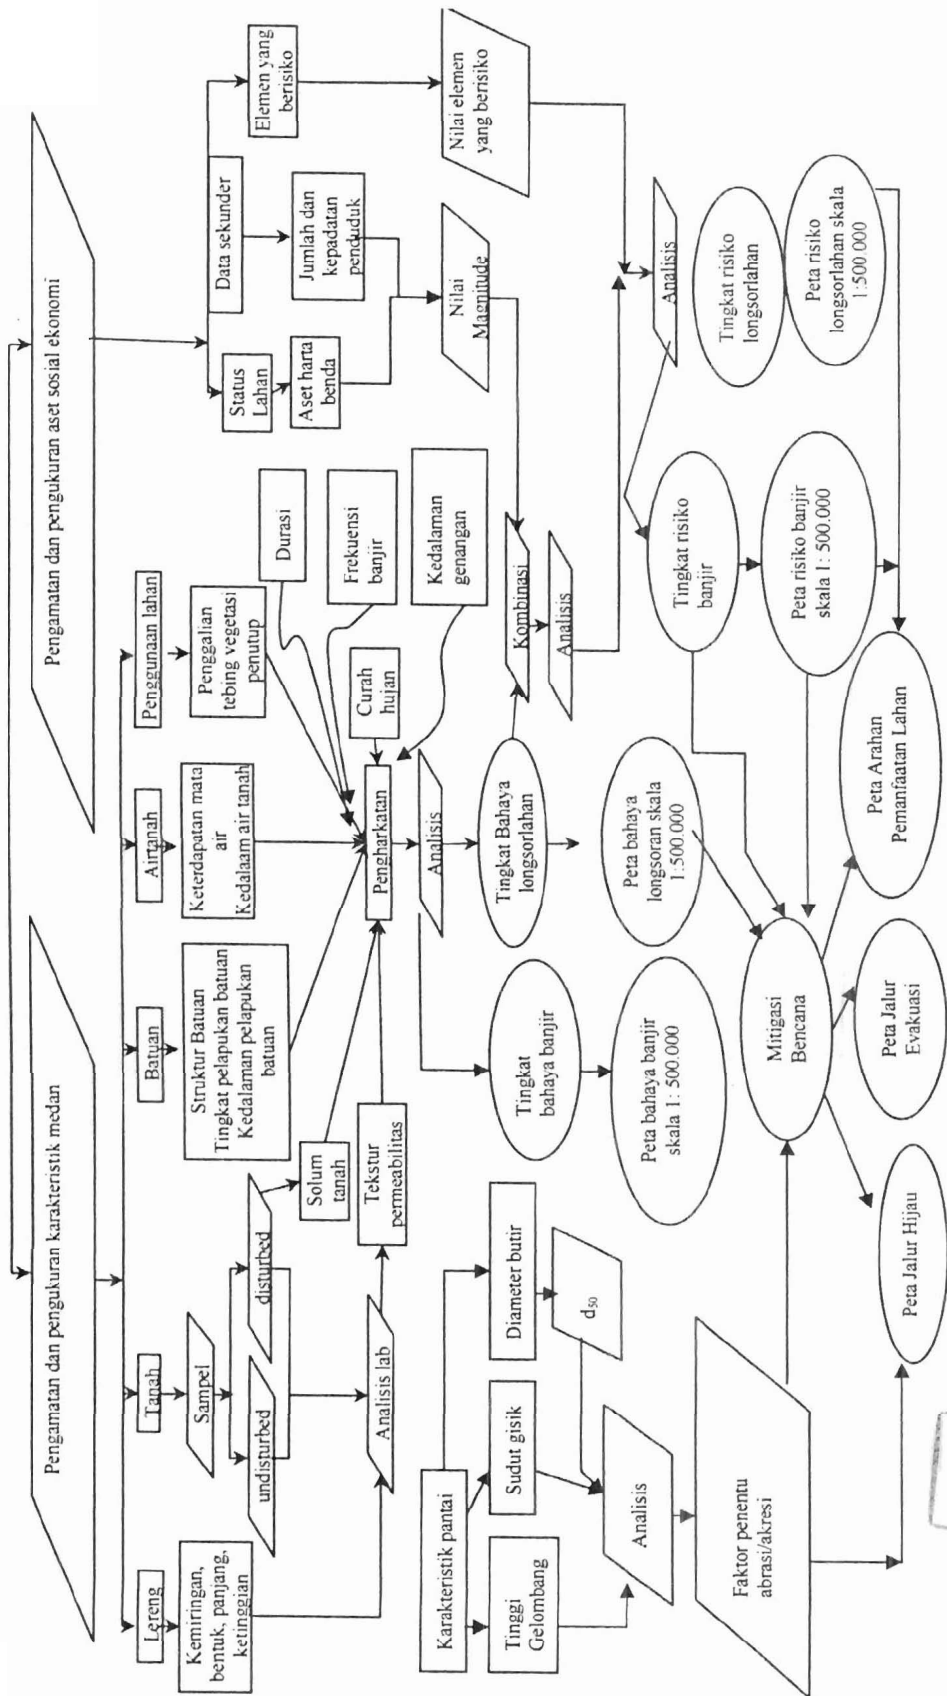 Pengamatan dan pengukuran karakteristik medan
Pengamatan dan pengukuran aset sosial ekonomi
Lereng
Tanah
Batuan
Airtanah
Penggunaan lahan
Status
Lahan
Data sekunder
Elemen yang
berisiko
Kemiringan,
bentuk, panjang,
ketinggian
Sampel
undisturbed
disturbed
Struktur Batuan
Tingkat pelapukan batuan
Kedalaman pelapukan
batuan
Keterdapatan mata
air
Kedalaam air tanah
Penggalian
tebing vegetasi
penutup
Durasi
Frekuensi
banjir
Kedalaman
genangan
Aset harta
benda
Jumlah dan
kepadatan
penduduk
Solum
tanah
Analisis lab
Tekstur
permeabilitas
Pengharkatan
Curah
hujan
Nilai
Magnitude
Nilai elemen
yang berisiko
Analisis
Karakteristik pantai
Tinggi
Gelombang
Sudut gisik
Diameter butir
d50
Tingkat
bahaya banjir
Tingkat Bahaya
longsorlahan
Kombinasi
Analisis
Analisis
Analisis
Peta bahaya banjir
skala 1: 500.000
Peta bahaya
longsoran skala
1:500.000
Tingkat risiko
banjir
Tingkat risiko
longsorlahan
Faktor penentu
abrasi/akresi
Mitigasi
Bencana
Peta risiko banjir
skala 1: 500.000
Peta risiko
longsorlahan skala
1:500.000
Peta Jalur Hijau
Peta Jalur
Evakuasi
Peta Arahan
Pemanfaatan Lahan